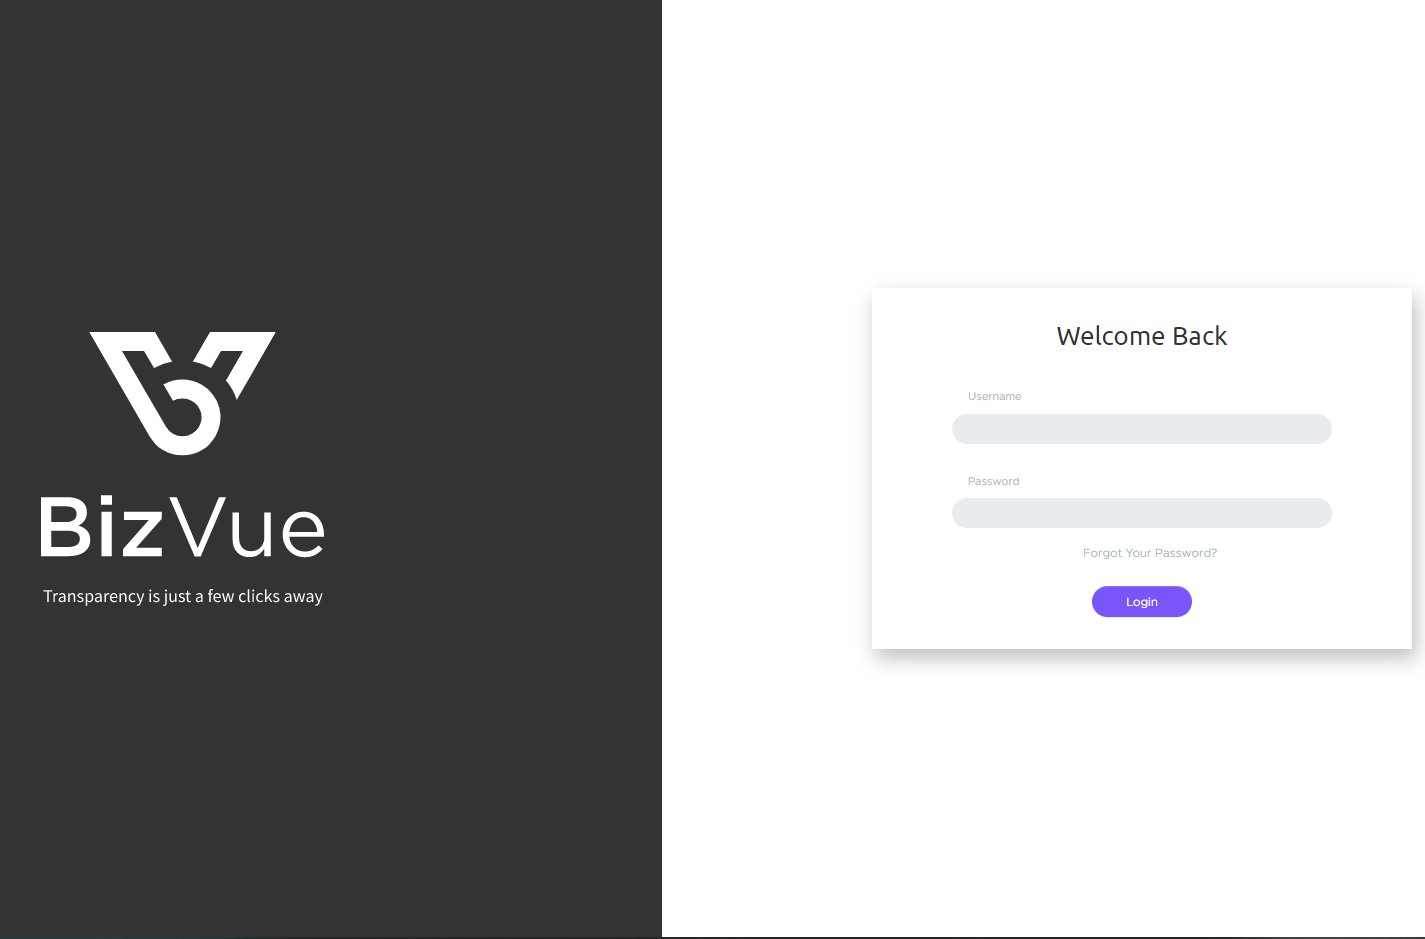 BizVue
Transparency is just a few clicks away
Welcome Back
Username
Password
Forgot Your Password?
Login